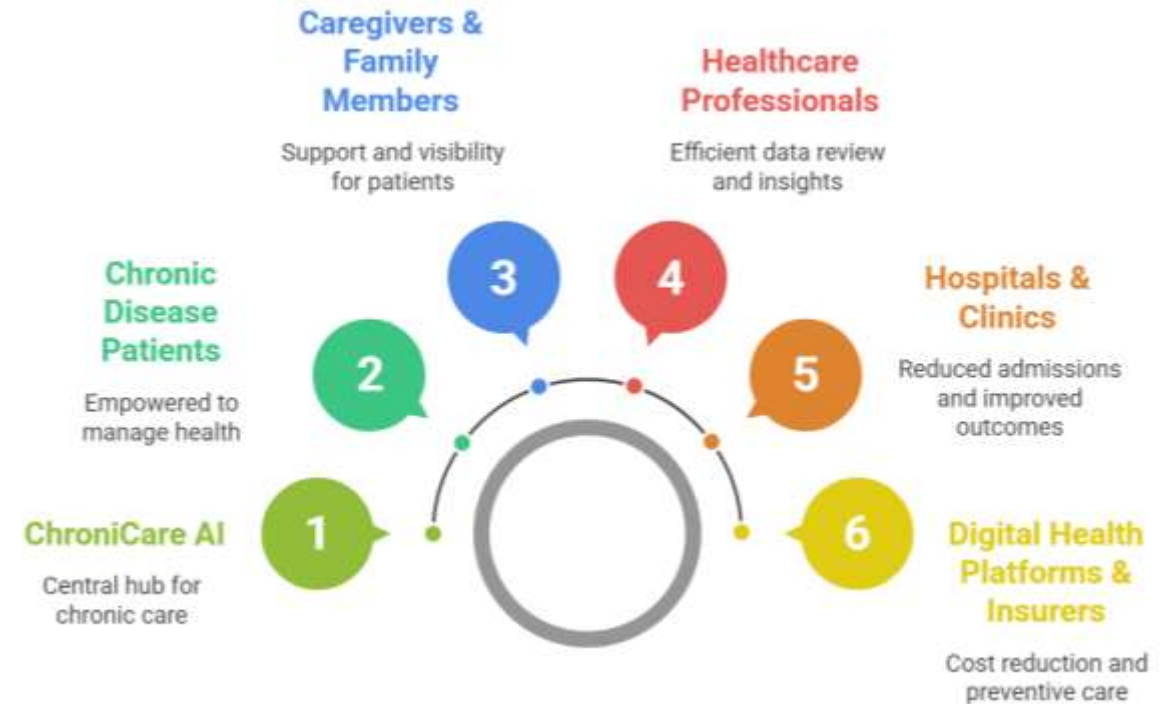 Caregivers &
Family
Members
Support and visibility
for patients
Healthcare
Professionals
Efficient data review
and insights
3
4
Chronic
Disease
Patients
Empowered to
manage health
2
5
Hospitals &
Clinics
Reduced admissions
and improved
outcomes
ChroniCare AI
Central hub for
chronic care
1
6
Digital Health
Platforms &
Insurers
Cost reduction and
preventive care